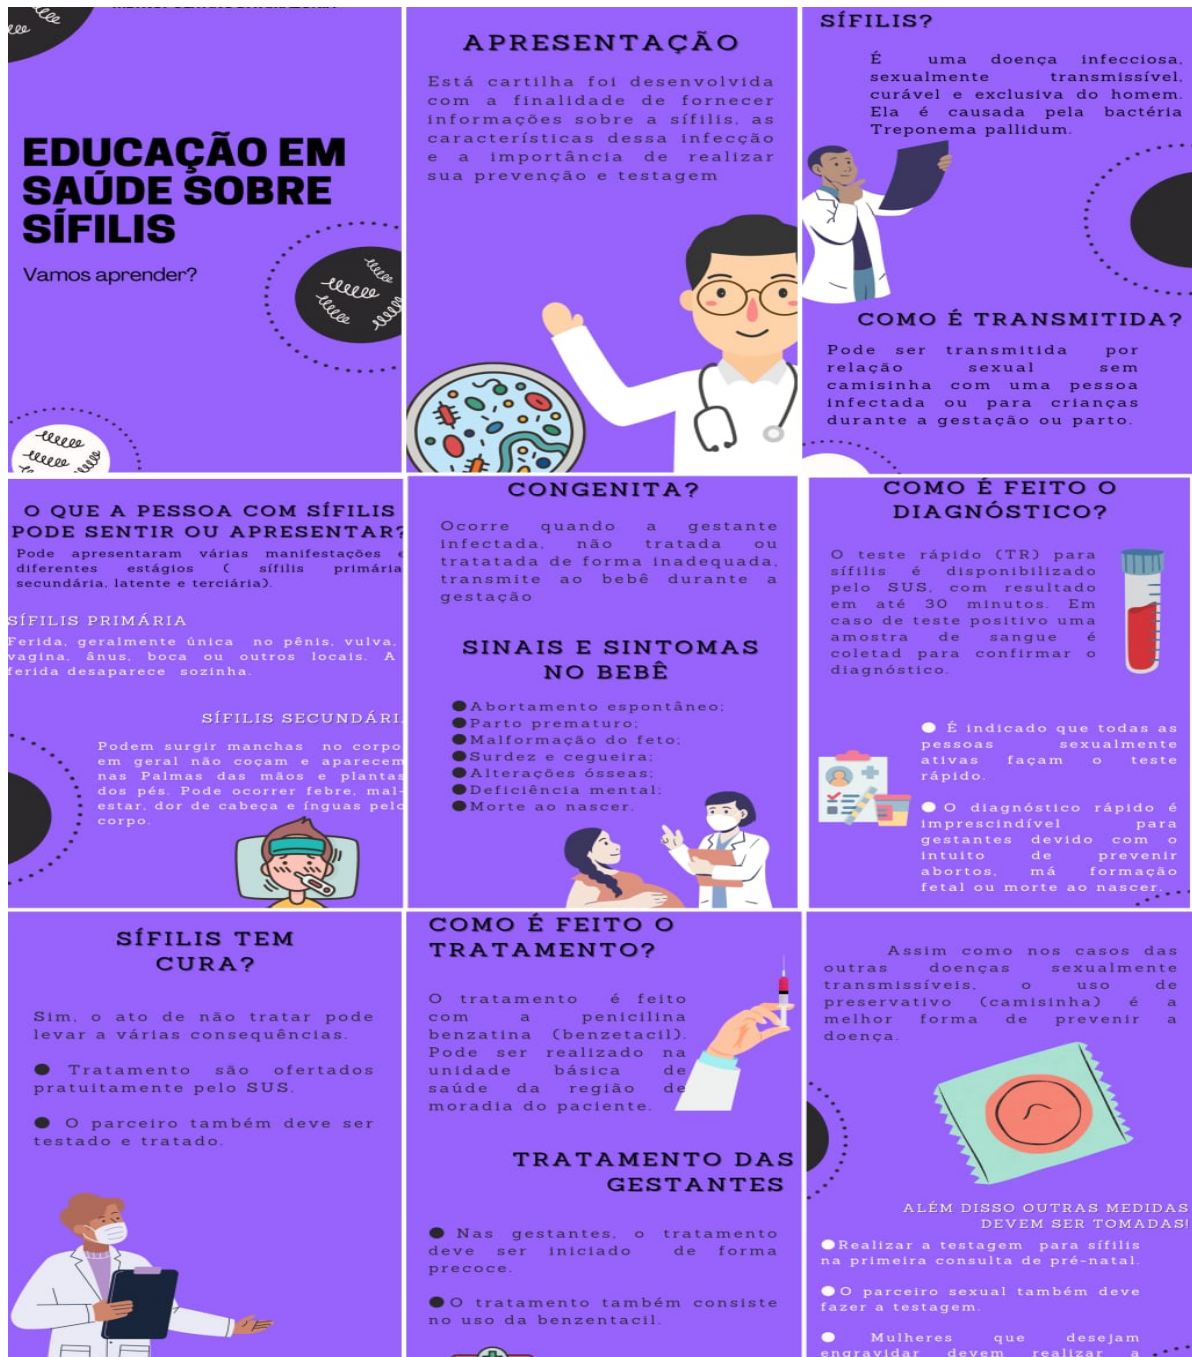 EDUCAÇÃO EM
SAÚDE SOBRE
SÍFILIS
Vamos aprender?
APRESENTAÇÃO
Está cartilha foi desenvolvida
com a finalidade de fornecer
informações sobre a sífilis, as
características dessa infecção
e a importância de realizar
sua prevenção e testagem
SÍFILIS?
É uma doença infecciosa,
sexualmente transmissível,
curável e exclusiva do homem.
Ela é causada pela bactéria
Treponema pallidum.
COMO É TRANSMITIDA?
Pode ser transmitida por
relação sexual sem
camisinha com uma pessoa
infectada ou para crianças
durante a gestação ou parto.
O QUE A PESSOA COM SÍFILIS
PODE SENTIR OU APRESENTAR?
Pode apresentaram várias manifestações e
diferentes estágios ( sífilis primária
secundária, latente e terciária).
SÍFILIS PRIMÁRIA
Ferida, geralmente única no pênis, vulva,
vagina, ânus, boca ou outros locais. A
ferida desaparece sozinha.
SÍFILIS SECUNDÁRI
Podem surgir manchas no corpo,
em geral não coçam e aparecem
nas Palmas das mãos e plantas
dos pés. Pode ocorrer febre, mal-
estar, dor de cabeça e ínguas pelo
corpo.
CONGENITA?
Ocorre quando a gestante
infectada, não tratada ou
tratatada de forma inadequada,
transmite ao bebê durante a
gestação
SINAIS E SINTOMAS
NO BEBÊ
●Abortamento espontâneo;
●Parto prematuro;
●Malformação do feto;
●Surdez e cegueira;
●Alterações ósseas;
●Deficiência mental;
●Morte ao nascer.
COMO É FEITO O
DIAGNÓSTICO?
O teste rápido (TR) para
sífilis é disponibilizado
pelo SUS, com resultado
em até 30 minutos. Em
caso de teste positivo uma
amostra de sangue é
coletad para confirmar o
diagnóstico.
● É indicado que todas as
pessoas sexualmente
ativas façam o teste
rápido.
● O diagnóstico rápido é
imprescindível para
gestantes devido com o
intuito de prevenir
abortos, má formação
fetal ou morte ao nascer.
SÍFILIS TEM
CURA?
Sim, o ato de não tratar pode
levar a várias consequências.
● Tratamento são ofertados
pratuitamente pelo SUS.
● O parceiro também deve ser
testado e tratado.
COMO É FEITO O
TRATAMENTO?
O tratamento é feito
com a penicilina
benzatina (benzetacil).
Pode ser realizado na
unidade básica de
saúde da região de
moradia do paciente.
TRATAMENTO DAS
GESTANTES
● Nas gestantes, o tratamento
deve ser iniciado de forma
precoce.
●O tratamento também consiste
no uso da benzentacil.
Assim como nos casos das
outras doenças sexualmente
transmissíveis, o uso de
preservativo (camisinha) é a
melhor forma de prevenir a
doença.
ALÉM DISSO OUTRAS MEDIDAS
DEVEM SER TOMADAS!
●Realizar a testagem para sífilis
na primeira consulta de pré-natal.
●O parceiro sexual também deve
fazer a testagem.
● Mulheres que desejam
engravidar devem realizar a